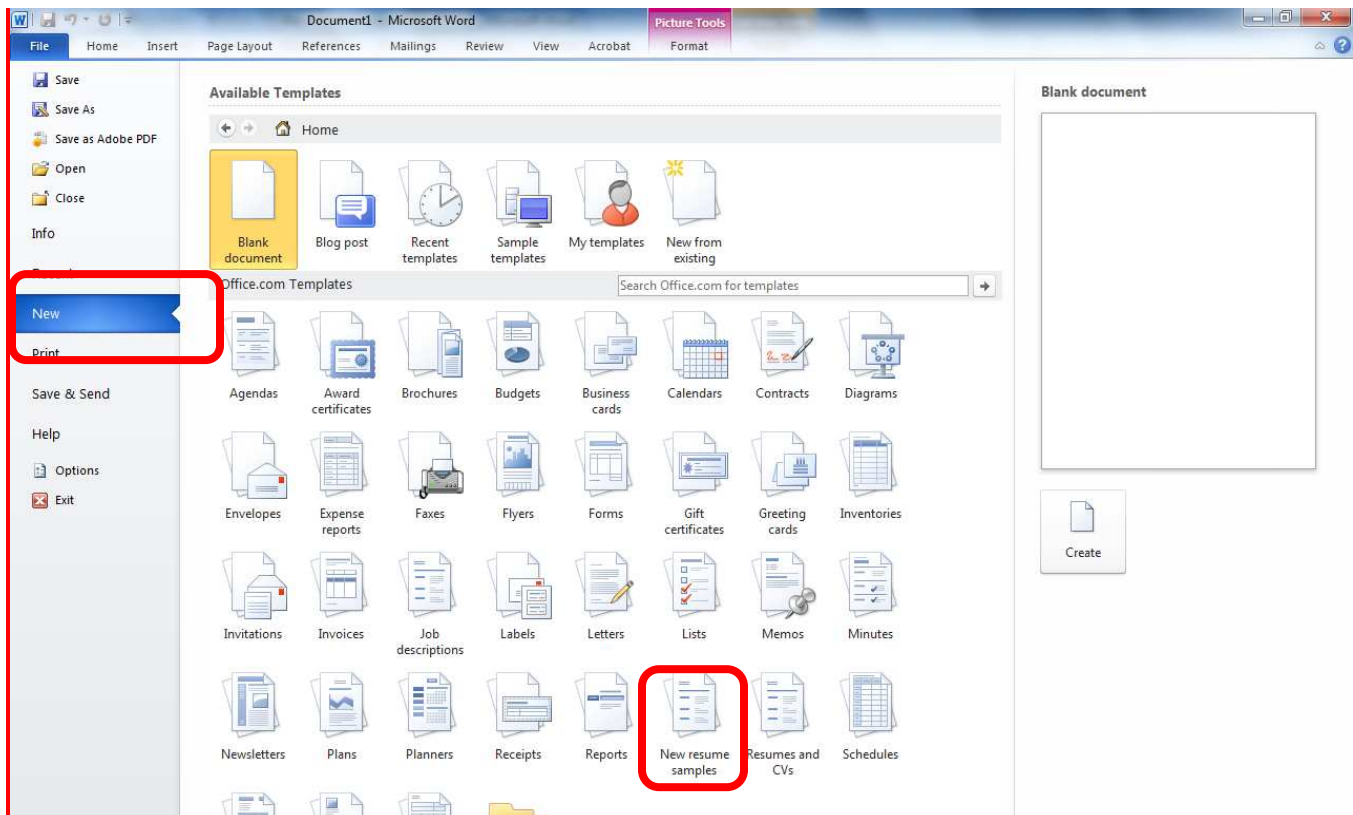 Document1 - Microsoft Word
Picture Tools
File Home Insert Page Layout References Mailings Review View Acrobat Format
Save
Save As
Save as Adobe PDF
Open
Close
Info
New
Print
Save & Send
Help
Options
Exit
Available Templates
Home
Blank document
Blog post
Recent templates
Sample templates
My templates
New from existing
Office.com Templates
Search Office.com for templates
Agendas
Award certificates
Brochures
Budgets
Business cards
Calendars
Contracts
Diagrams
Envelopes
Expense reports
Faxes
Flyers
Forms
Gift certificates
Greeting cards
Inventories
Invitations
Invoices
Job descriptions
Labels
Letters
Lists
Memos
Minutes
Newsletters
Plans
Planners
Receipts
Reports
New resume samples
Resumes and CVs
Schedules
Blank document
Create